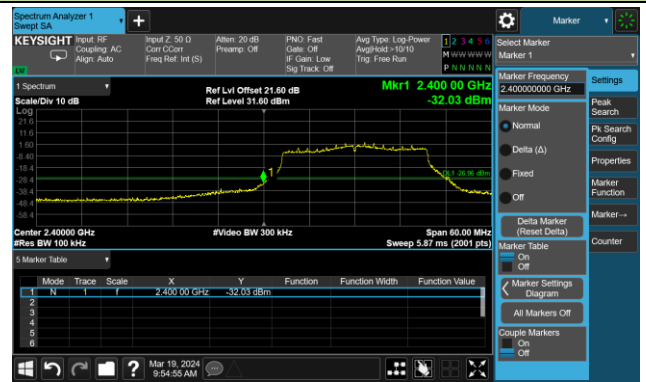 Spectrum Analyzer 1
Swept SA
Marker
KEYSIGHT
Input: RF
Coupling: AC
Align: Auto
Input Z: 50 Ω
Corr CCorr
Freq Ref: Int (S)
Atten: 20 dB
Preamp: Off
PNO: Fast
Gate: Off
IF Gain: Low
Sig Track: Off
Avg Type: Log-Power
Avg|Hold:>10/10
Trig: Free Run
1 2 3 4 5 6
M W W W W W
P N N N N N
LW
1 Spectrum
Scale/Div 10 dB
Log
Ref Lvl Offset 21.60 dB
Ref Level 31.60 dBm
Mkr1 2.400 00 GHz
-32.03 dBm
21.6
11.6
1.60
-8.40
-18.4
-28.4
-38.4
-48.4
-58.4
1
DL1 -26.96 dBm
Center 2.40000 GHz
#Res BW 100 kHz
#Video BW 300 kHz
Span 60.00 MHz
Sweep 5.87 ms (2001 pts)
5 Marker Table
Mode Trace Scale X Y Function Function Width Function Value
1 N 1 f 2.400 00 GHz -32.03 dBm
2
3
4
5
6
Select Marker
Marker 1
Marker Frequency
2.400000000 GHz
Marker Mode
Normal
Delta (Δ)
Fixed
Off
Delta Marker
(Reset Delta)
Marker Table
On
Off
Marker Settings
Diagram
All Markers Off
Couple Markers
On
Off
Settings
Peak
Search
Pk Search
Config
Properties
Marker
Function
Marker→
Counter
?
Mar 19, 2024
9:54:55 AM